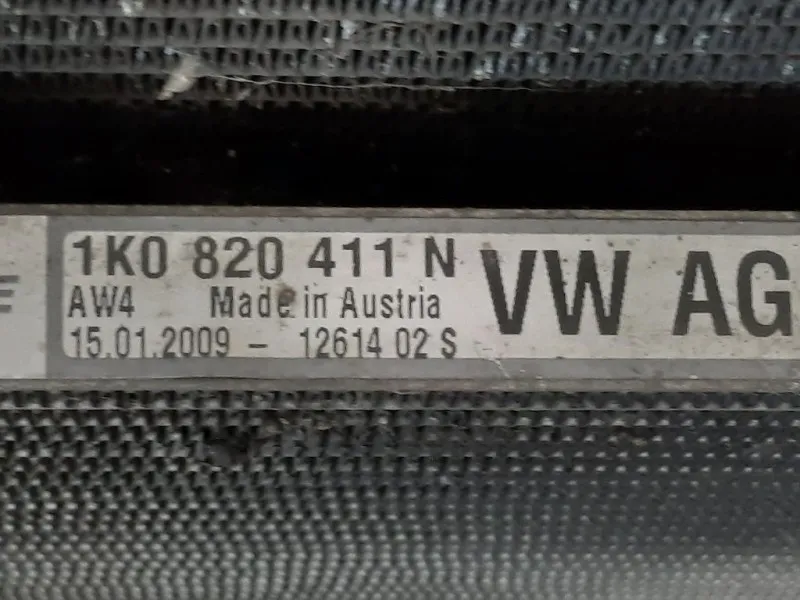 1K0 820 411 N
AW4 Made in Austria
15.01.2009 - 12614 02 S
VW AG